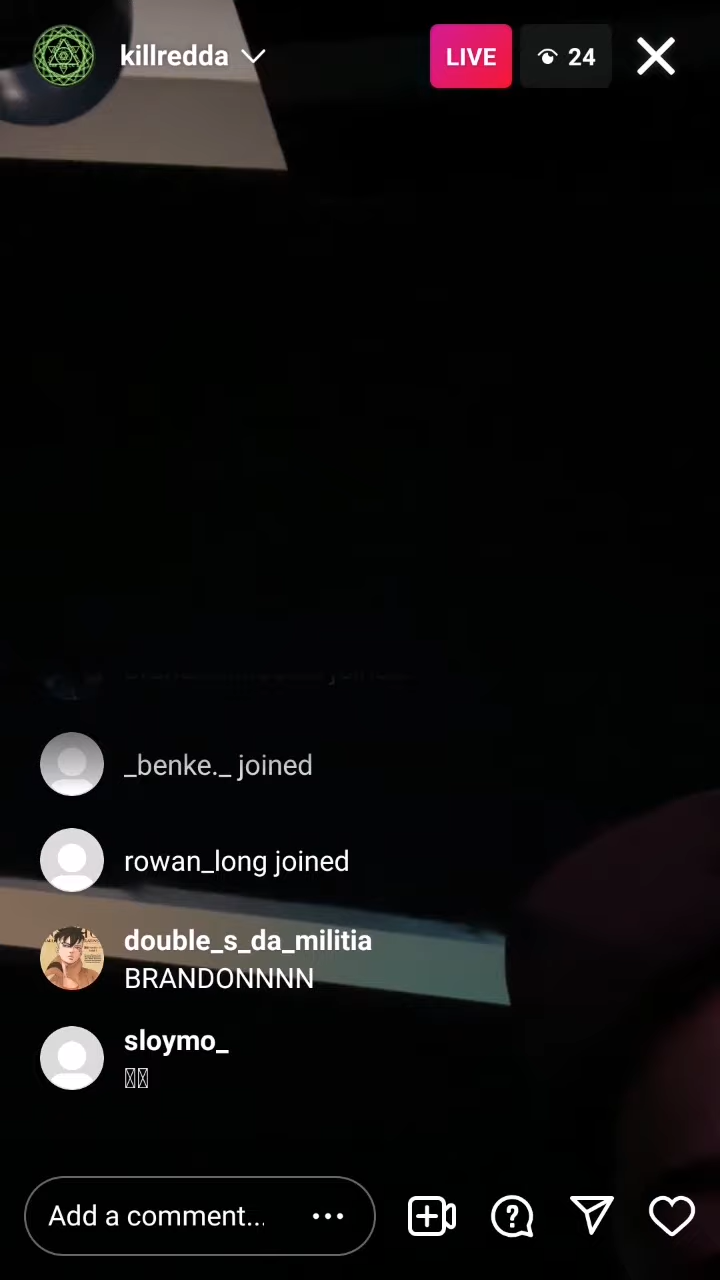 killredda
LIVE
24
_benke._ joined
rowan_long joined
double_s_da_militia
BRANDONNNN
sloymo_
Add a comment...